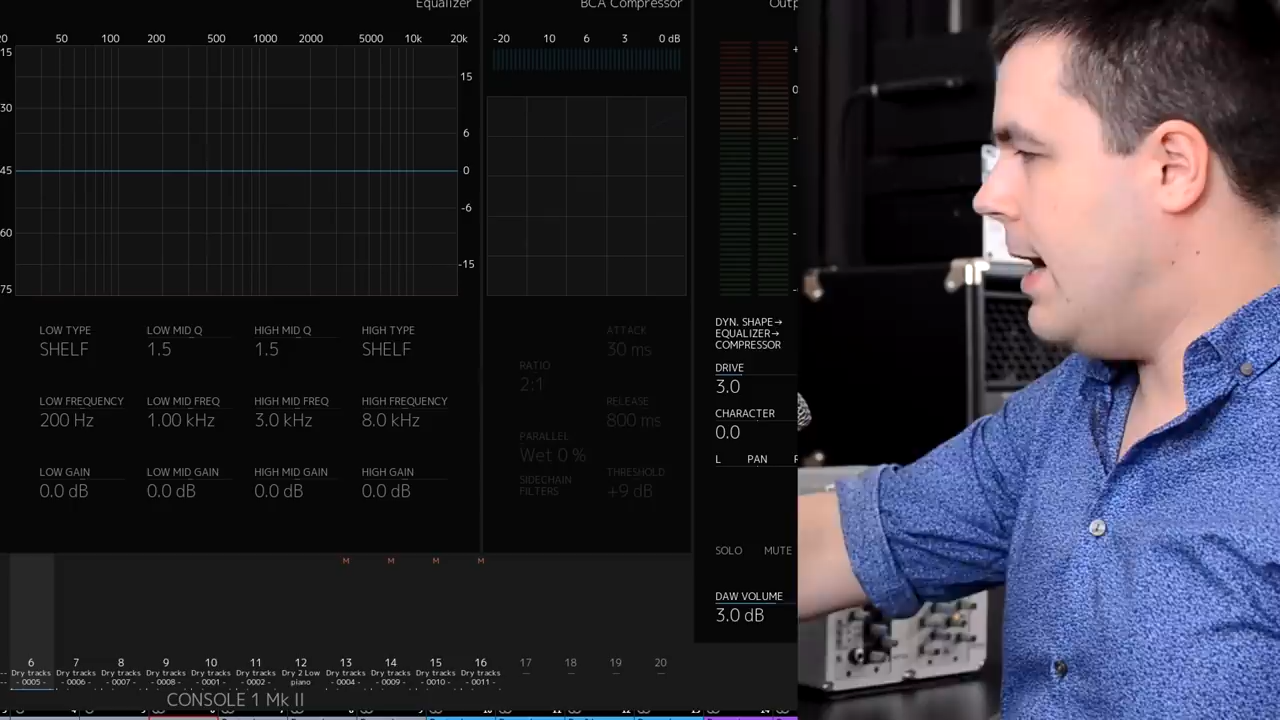 Equalizer
BCA Compressor
Outp
20 50 100 200 500 1000 2000 5000 10k 20k
-20 10 6 3 0 dB
15
30
45
60
75
15
6
0
-6
-15
0
LOW TYPE LOW MID Q HIGH MID Q HIGH TYPE
SHELF 1.5 1.5 SHELF
LOW FREQUENCY LOW MID FREQ HIGH MID FREQ HIGH FREQUENCY
200 Hz 1.00 kHz 3.0 kHz 8.0 kHz
LOW GAIN LOW MID GAIN HIGH MID GAIN HIGH GAIN
0.0 dB 0.0 dB 0.0 dB 0.0 dB
ATTACK
30 ms
RATIO
2:1
RELEASE
800 ms
PARALLEL
Wet 0 %
SIDECHAIN
FILTERS
THRESHOLD
+9 dB
DYN. SHAPE→
EQUALIZER→
COMPRESSOR
DRIVE
3.0
CHARACTER
0.0
L PAN
SOLO MUTE
DAW VOLUME
3.0 dB
M M M M
6 7 8 9 10 11 12 13 14 15 16 17 18 19 20
Dry tracks Dry tracks Dry tracks Dry tracks Dry tracks Dry tracks Dry 2 Low Dry tracks Dry tracks Dry tracks Dry tracks
- 0005 - - 0006 - - 0007 - - 0008 - - 0001 - - 0002 - piano - 0004 - - 0009 - - 0010 - - 0011 -
CONSOLE 1 Mk II